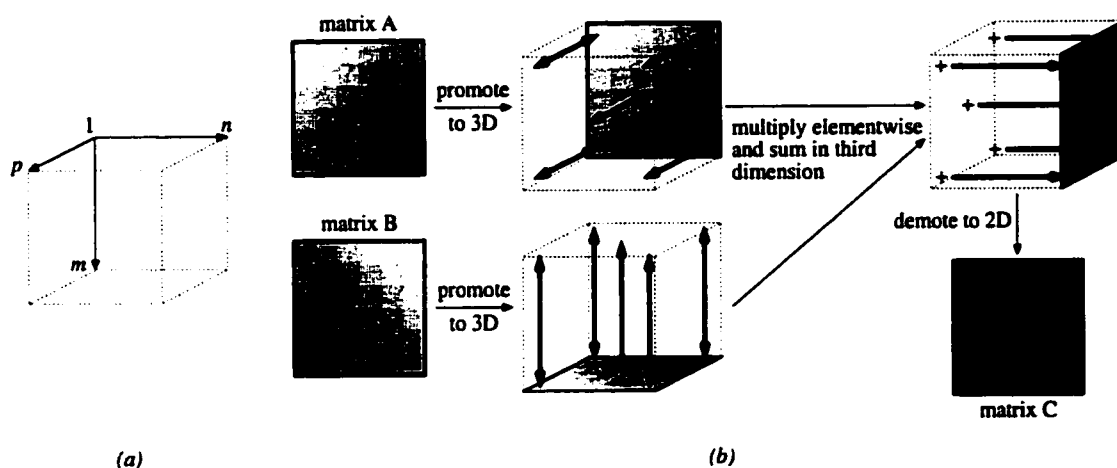 matrix A
promote
to 3D
1
n
p
m
multiply elementwise
and sum in third
dimension
+
+
+
+
+
demote to 2D
matrix B
promote
to 3D
matrix C
(a)
(b)